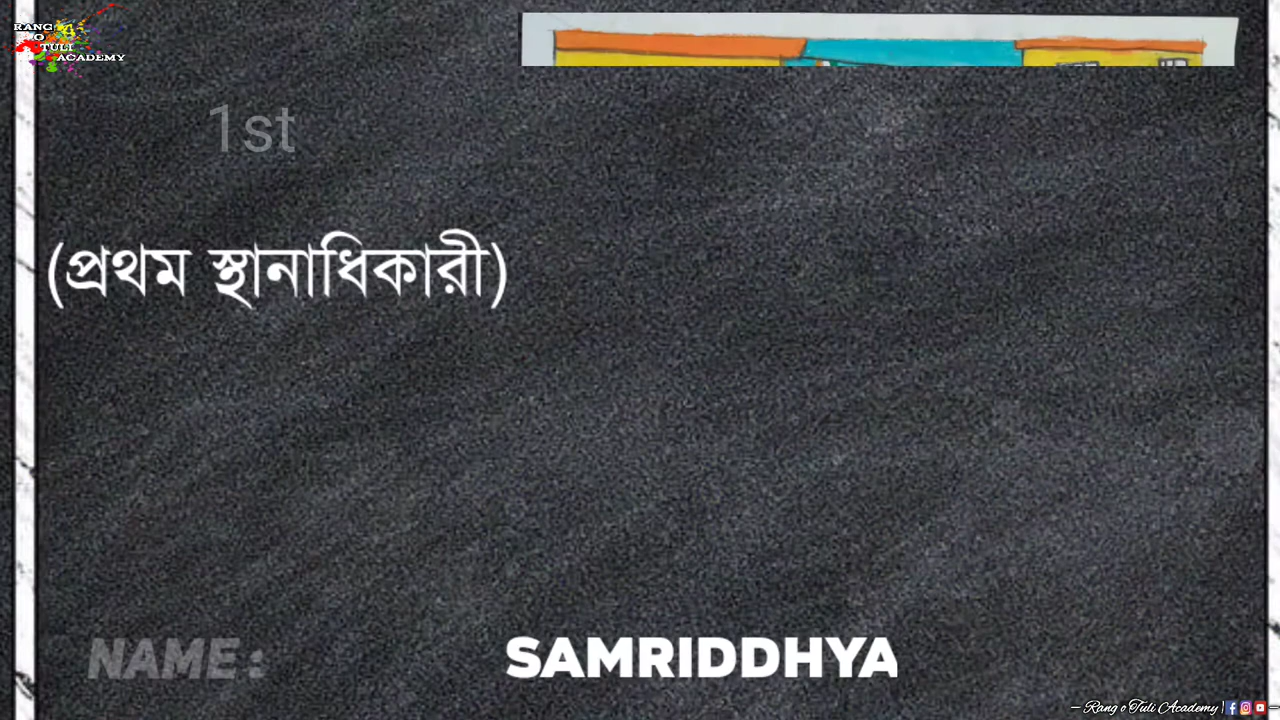 RANG
O
TULI
ACADEMY
1st
(প্রথম স্থানাধিকারী)
NAME : SAMRIDDHYA
— Rang o Tuli Academy |